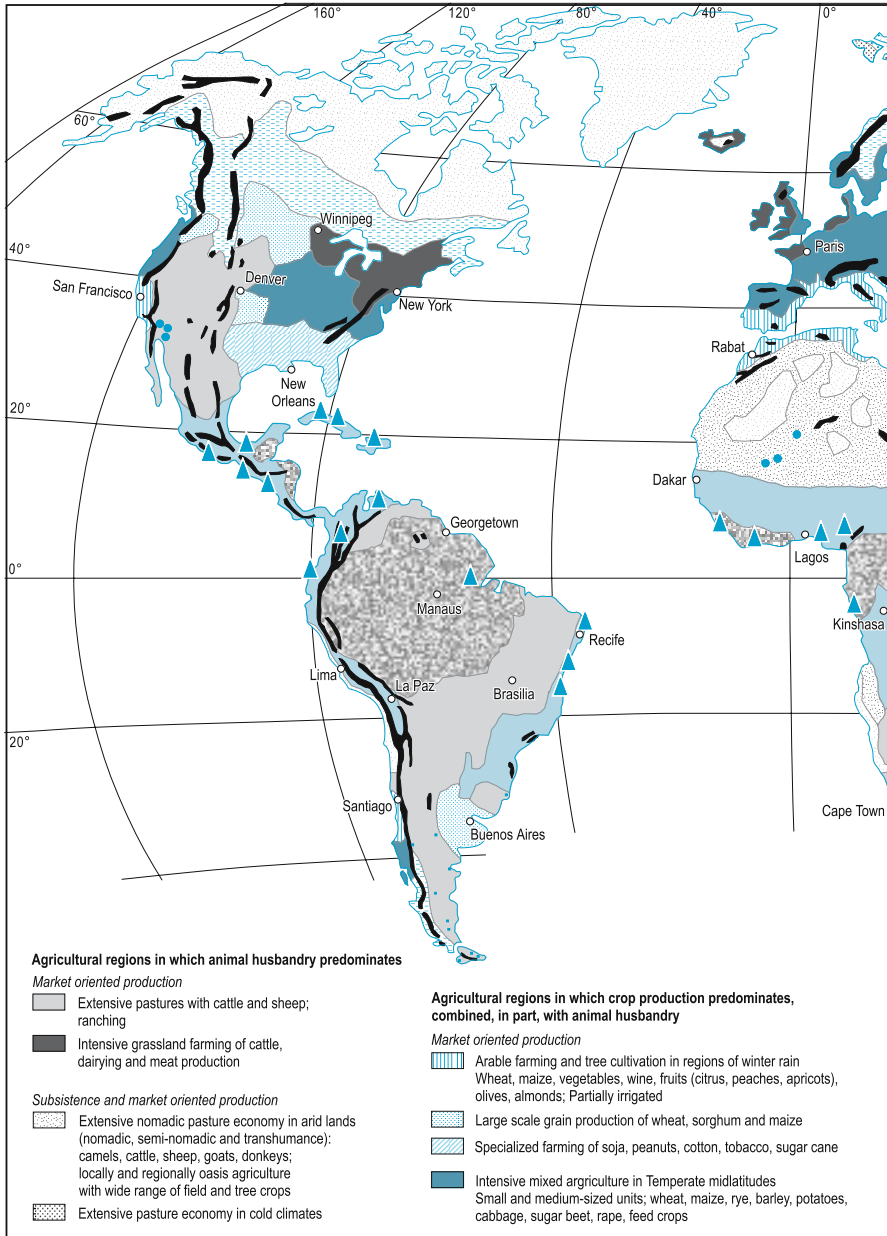 160° 120° 80° 40° 0°
60°
Winnipeg
Paris
40°
Denver
San Francisco
New York
Rabat
New
Orleans
20°
Dakar
Georgetown
Lagos
0°
Manaus
Kinshasa
Recife
Lima
La Paz
Brasilia
20°
Santiago
Cape Town
Buenos Aires
Agricultural regions in which animal husbandry predominates
Market oriented production
Extensive pastures with cattle and sheep;
ranching
Intensive grassland farming of cattle,
dairying and meat production
Subsistence and market oriented production
Extensive nomadic pasture economy in arid lands
(nomadic, semi-nomadic and transhumance):
camels, cattle, sheep, goats, donkeys;
locally and regionally oasis agriculture
with wide range of field and tree crops
Extensive pasture economy in cold climates
Agricultural regions in which crop production predominates,
combined, in part, with animal husbandry
Market oriented production
Arable farming and tree cultivation in regions of winter rain
Wheat, maize, vegetables, wine, fruits (citrus, peaches, apricots),
olives, almonds; Partially irrigated
Large scale grain production of wheat, sorghum and maize
Specialized farming of soja, peanuts, cotton, tobacco, sugar cane
Intensive mixed argriculture in Temperate midlatitudes
Small and medium-sized units; wheat, maize, rye, barley, potatoes,
cabbage, sugar beet, rape, feed crops